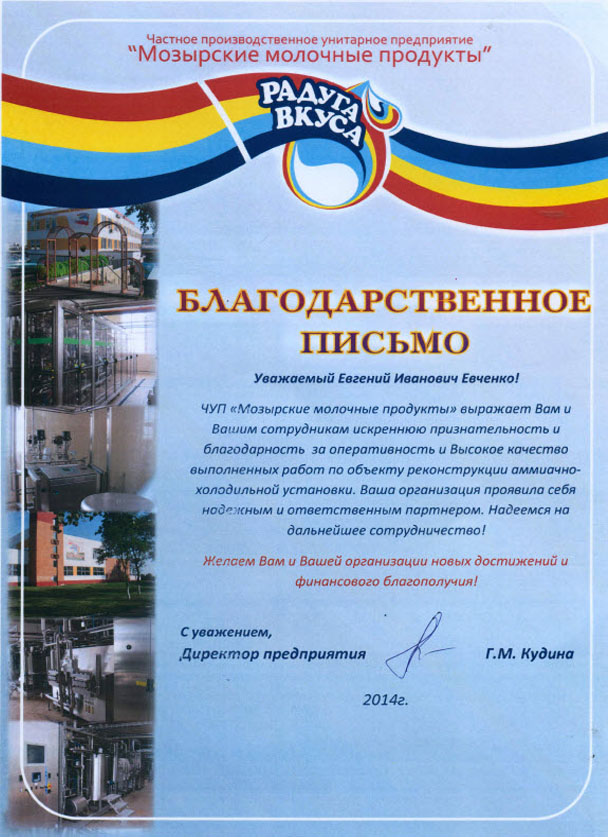 Частное производственное унитарное предприятие
“Мозырские молочные продукты”
РАДУГА
ВКУСА
БЛАГОДАРСТВЕННОЕ
ПИСЬМО
Уважаемый Евгений Иванович Евченко!
ЧУП «Мозырские молочные продукты» выражает Вам и
Вашим сотрудникам искреннюю признательность и
благодарность за оперативность и Высокое качество
выполненных работ по объекту реконструкции аммиачно-
холодильной установки. Ваша организация проявила себя
надежным и ответственным партнером. Надеемся на
дальнейшее сотрудничество!
Желаем Вам и Вашей организации новых достижений и
финансового благополучия!
С уважением,
Директор предприятия Г.М. Кудина
2014г.